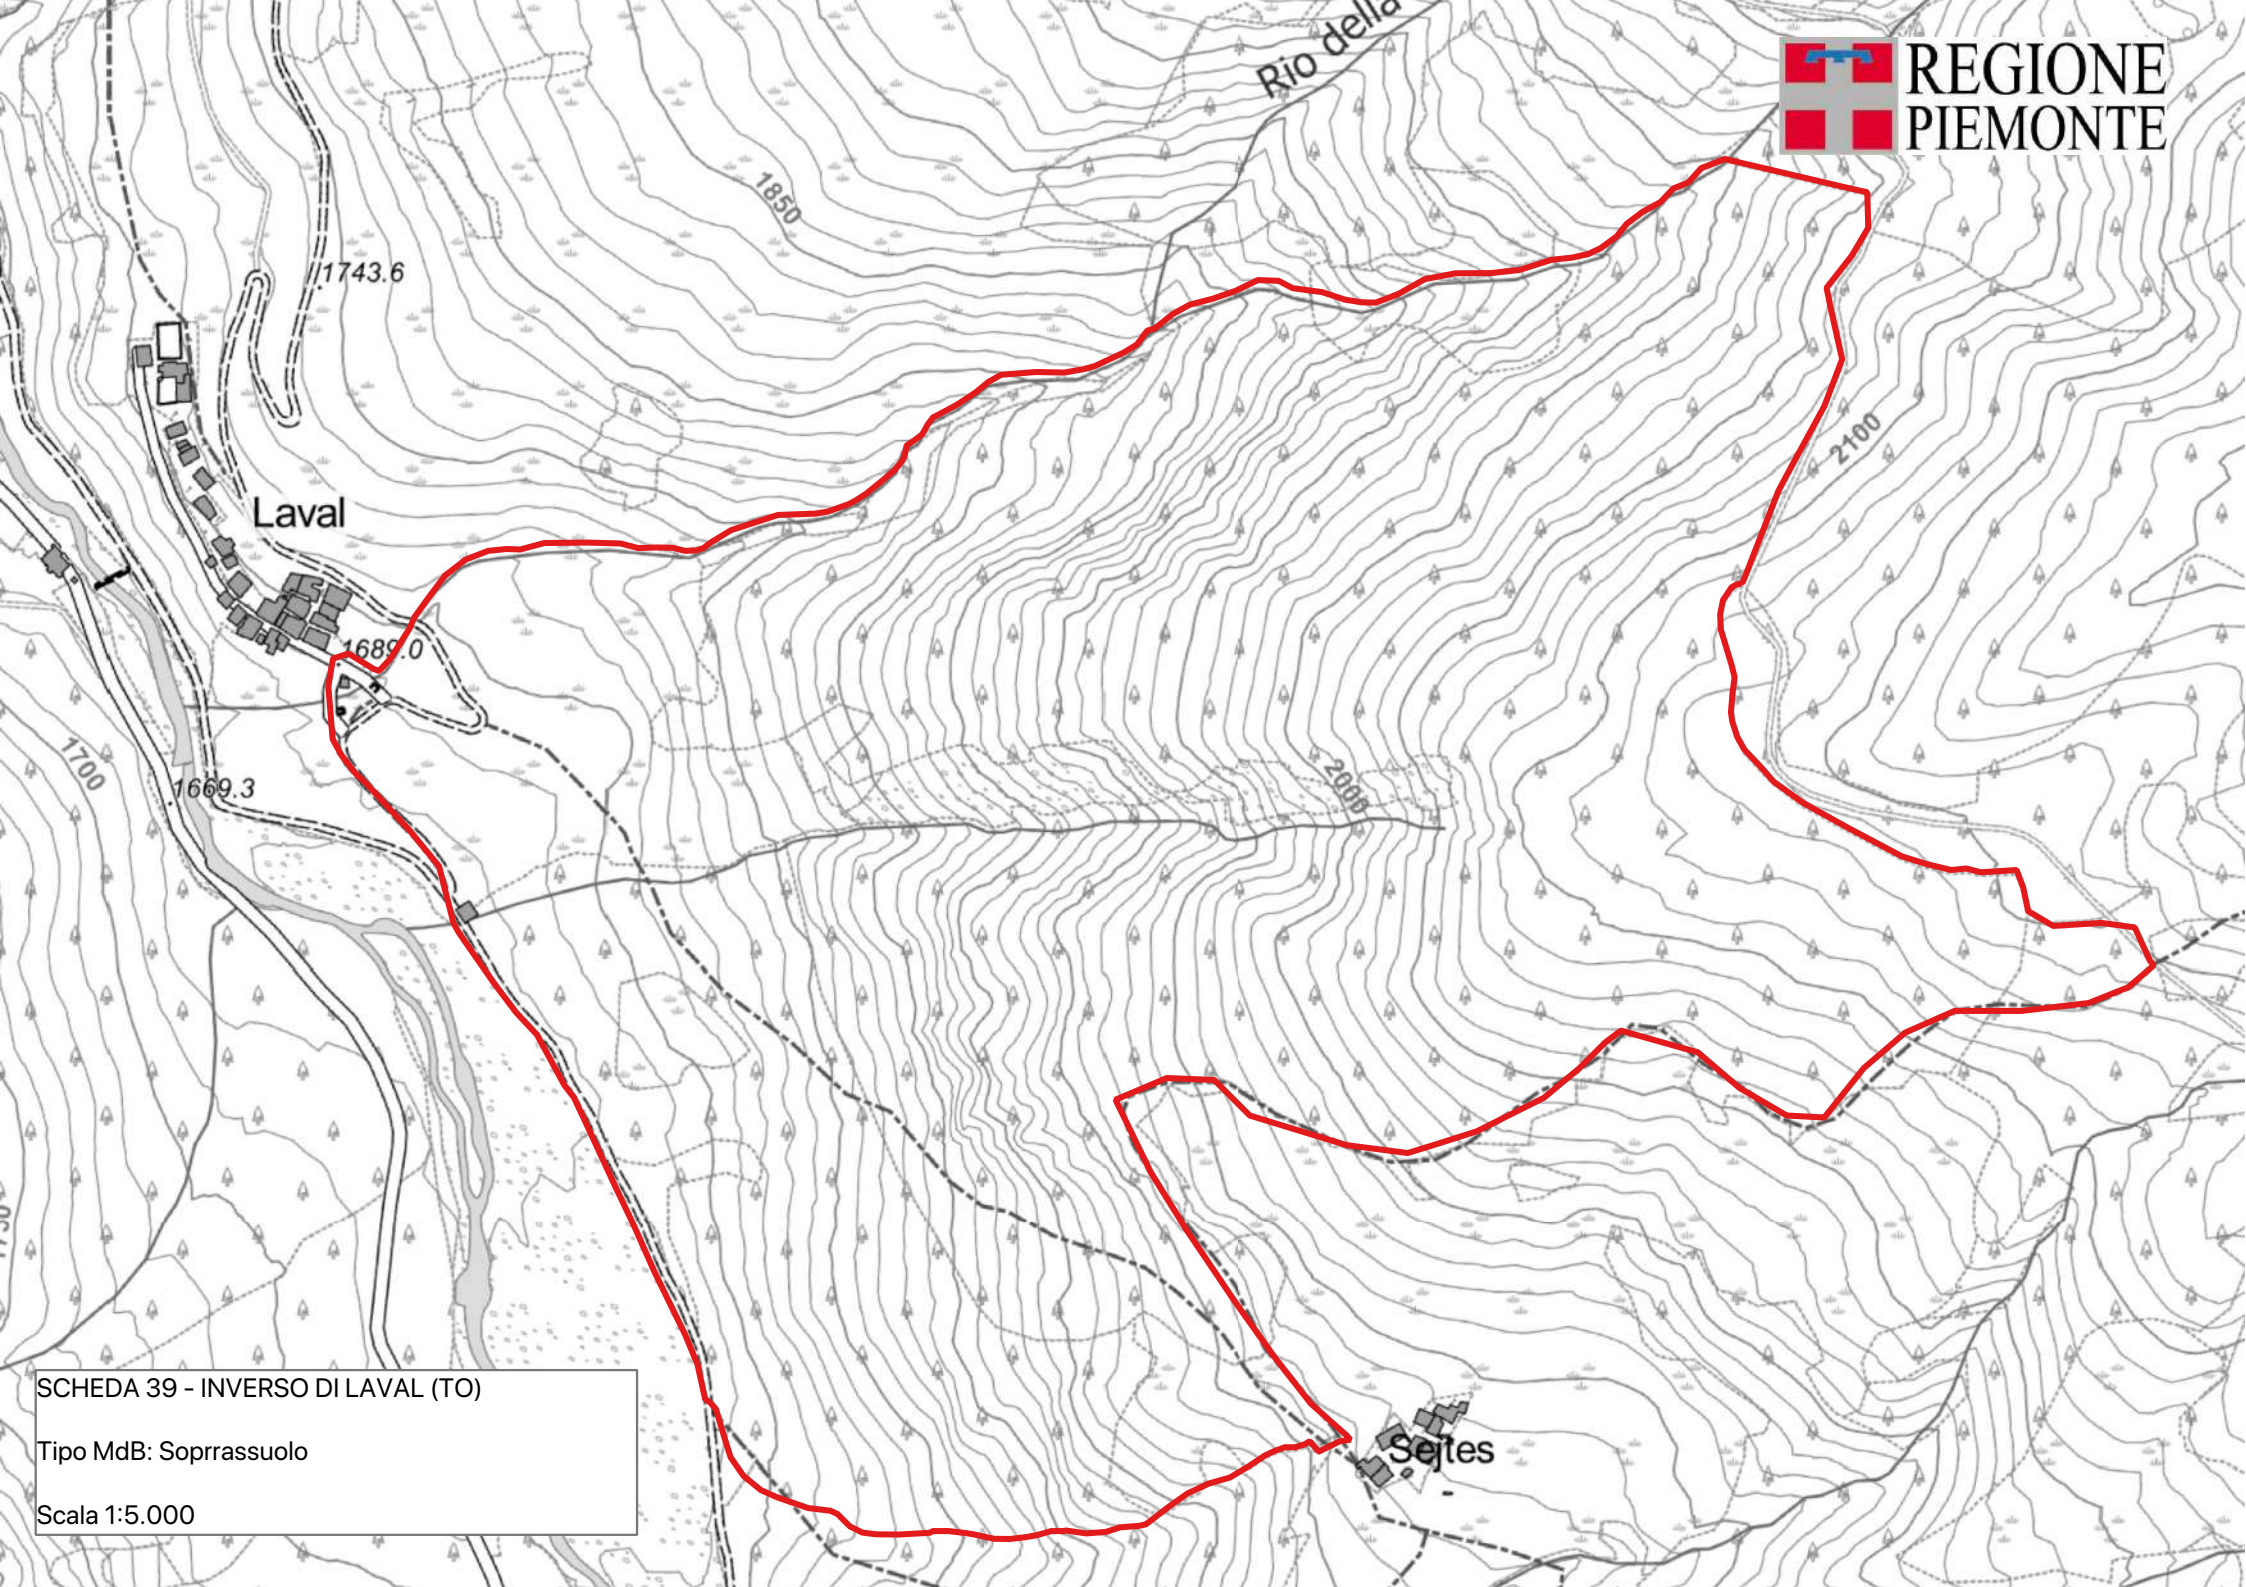 Rio della
REGIONE
PIEMONTE
1850
1743.6
2100
Laval
1689.0
1700
1669.3
2000
SCHEDA 39 - INVERSO DI LAVAL (TO)
Tipo MdB: Soprrassuolo
Scala 1:5.000
Sejtes